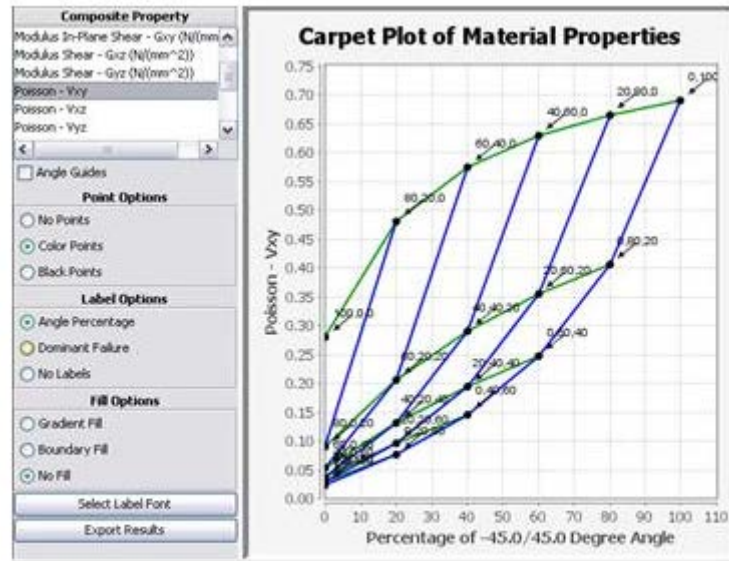 Composite Property
Modulus In-Plane Shear - Gxy (N/(mm
Modulus Shear - Gxz (N/(mm^2))
Modulus Shear - Gyz (N/(mm^2))
Poisson - Vxy
Poisson - Vxz
Poisson - Vyz
Angle Guides
Point Options
No Points
Color Points
Black Points
Label Options
Angle Percentage
Dominant Failure
No Labels
Fill Options
Gradient Fill
Boundary Fill
No Fill
Select Label Font
Export Results
Carpet Plot of Material Properties
Poisson - Vxy
0.75
0.70
0.65
0.60
0.55
0.50
0.45
0.40
0.35
0.30
0.25
0.20
0.15
0.10
0.05
0.00
0,100
20,80,0
40,60,0
60,40,0
80,20,0
100,0,0
0,80,20
20,60,20
40,40,20
60,20,20
80,0,20
0,60,40
20,40,40
40,20,40
0,40,60
0 10 20 30 40 50 60 70 80 90 100 110
Percentage of -45.0/45.0 Degree Angle